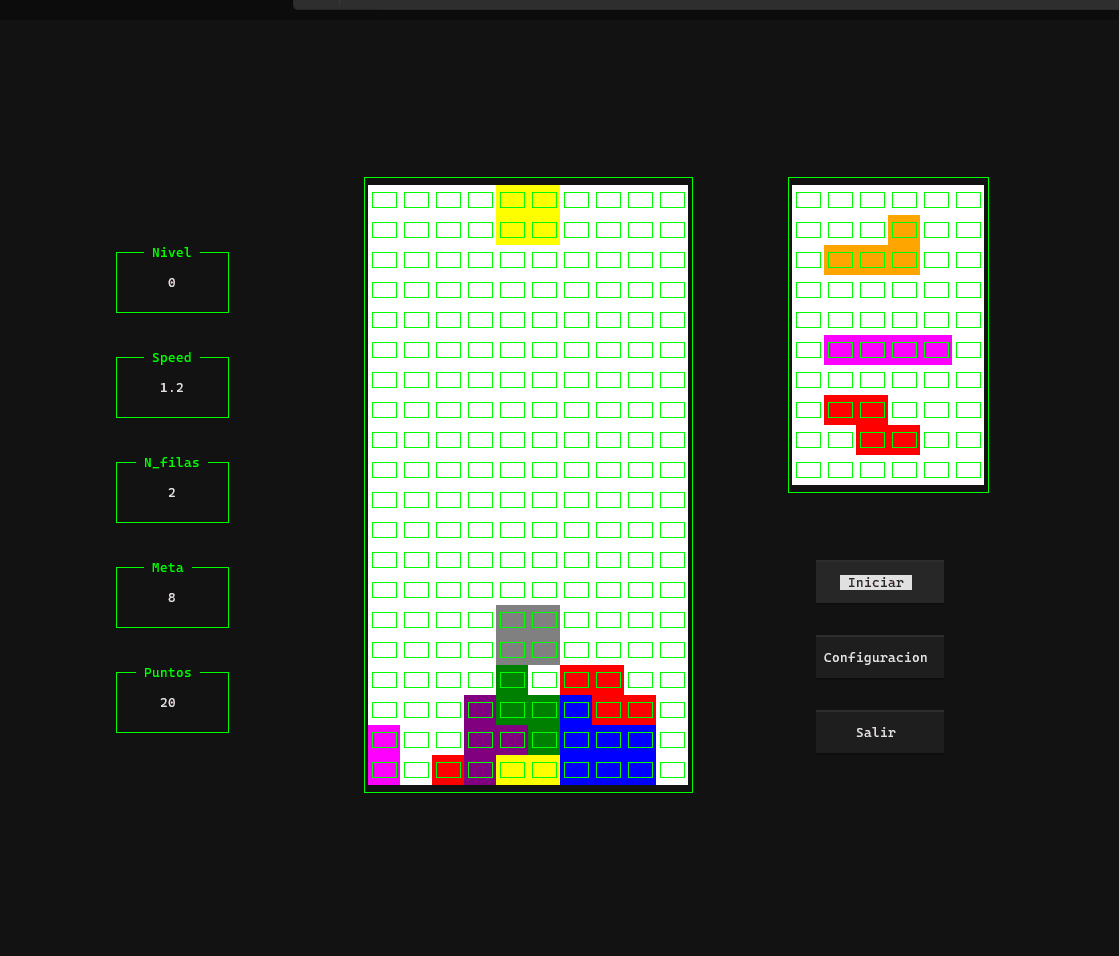 Nivel
0
Speed
1.2
N_filas
2
Meta
8
Puntos
20
Iniciar
Configuracion
Salir